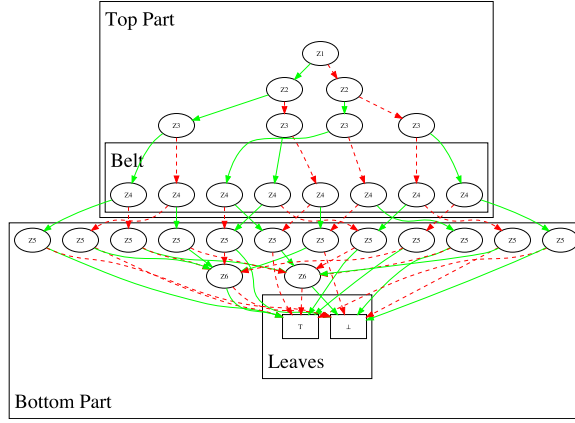 Top Part
Z1
Z2 Z2
Z3 Z3 Z3 Z3
Belt
Z4 Z4 Z4 Z4 Z4 Z4 Z4 Z4
Z5 Z5 Z5 Z5 Z5 Z5 Z5 Z5 Z5 Z5 Z5 Z5
Z6 Z6
⊤ ⊥
Leaves
Bottom Part